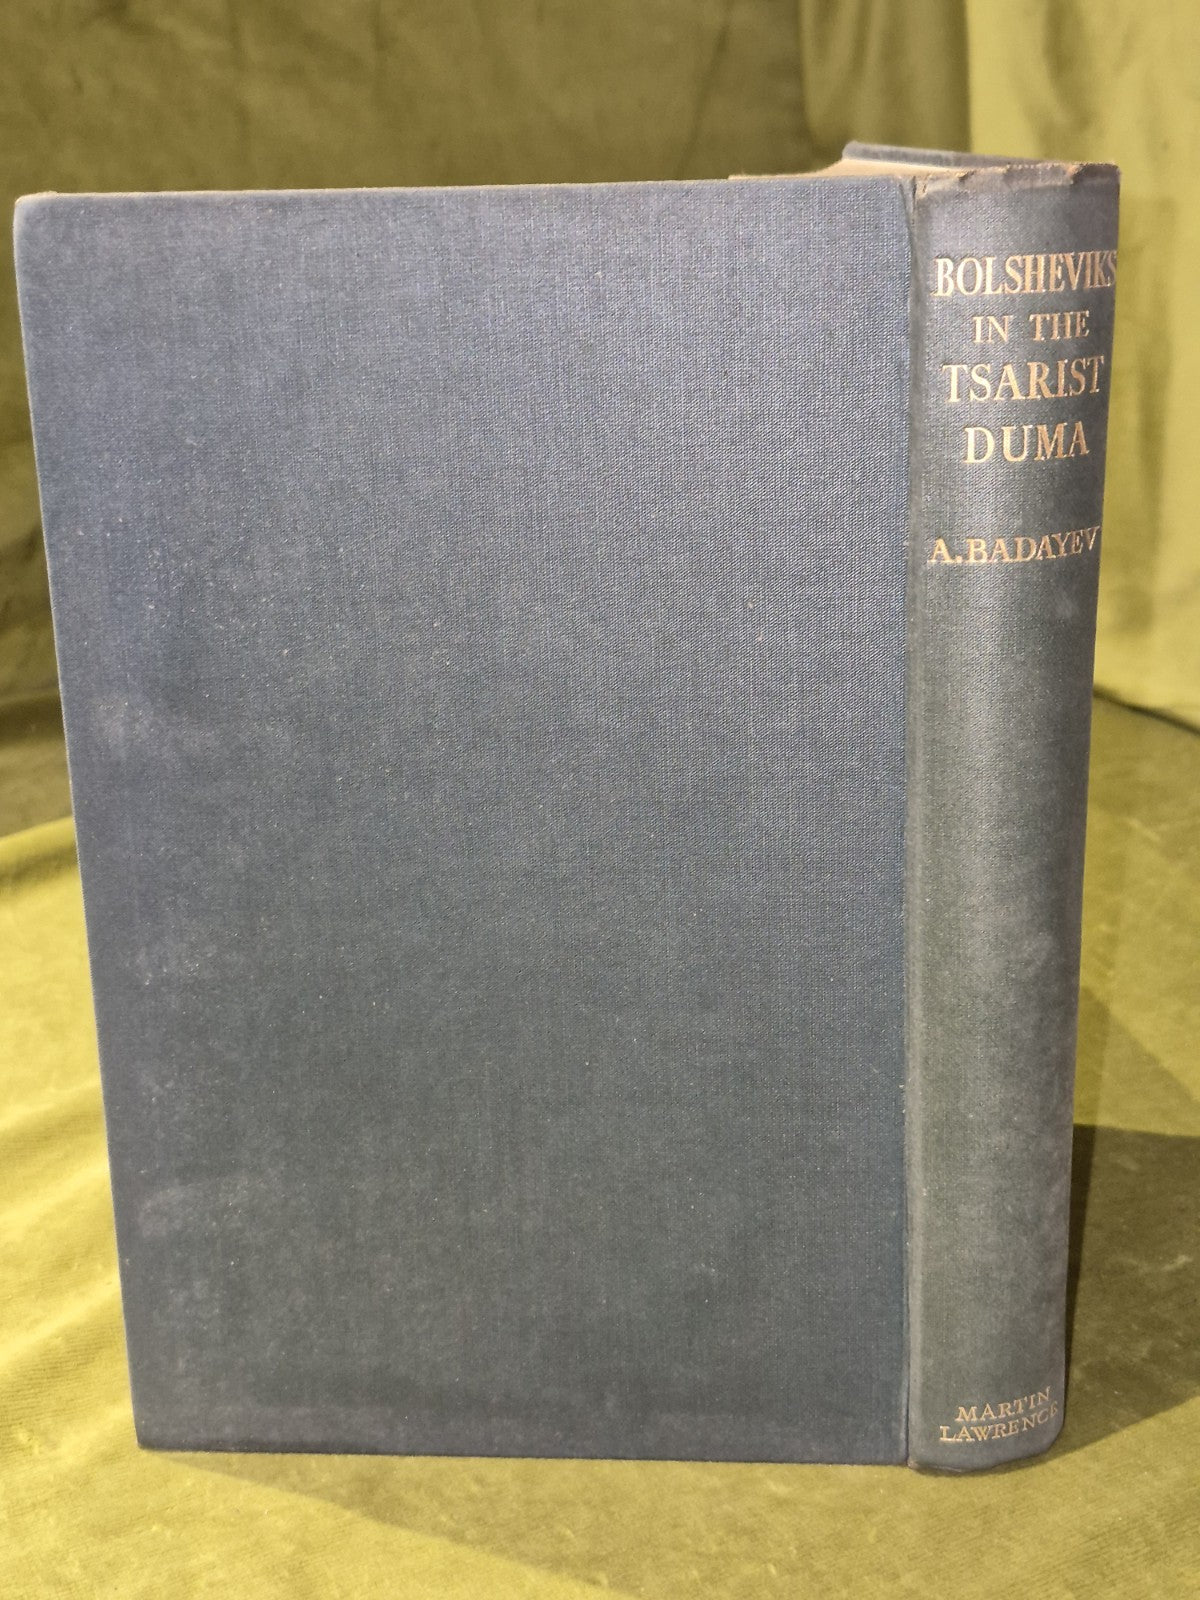 BOLSHEVIKS
IN THE
TSARIST
DUMA
A. BADAYEV
MARTIN
LAWRENCE